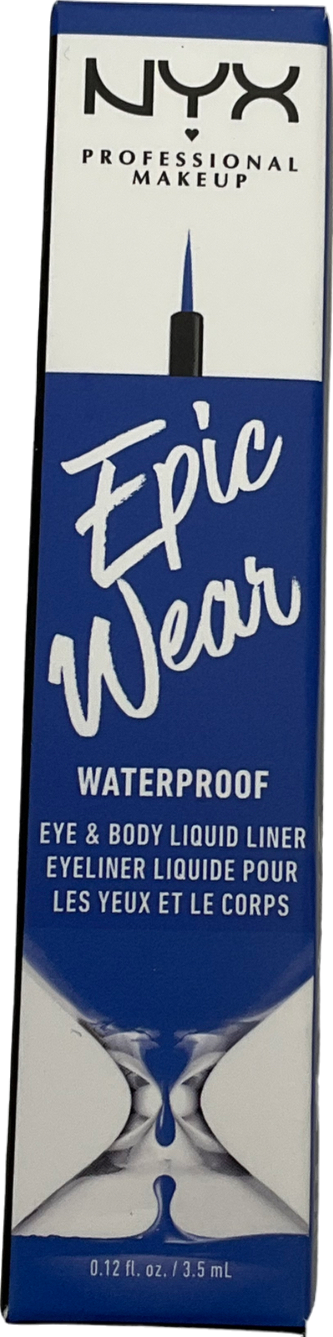 NYX
PROFESSIONAL
MAKEUP
Epic
Wear
WATERPROOF
EYE & BODY LIQUID LINER
EYELINER LIQUIDE POUR
LES YEUX ET LE CORPS
0.12 fl. oz. / 3.5 mL